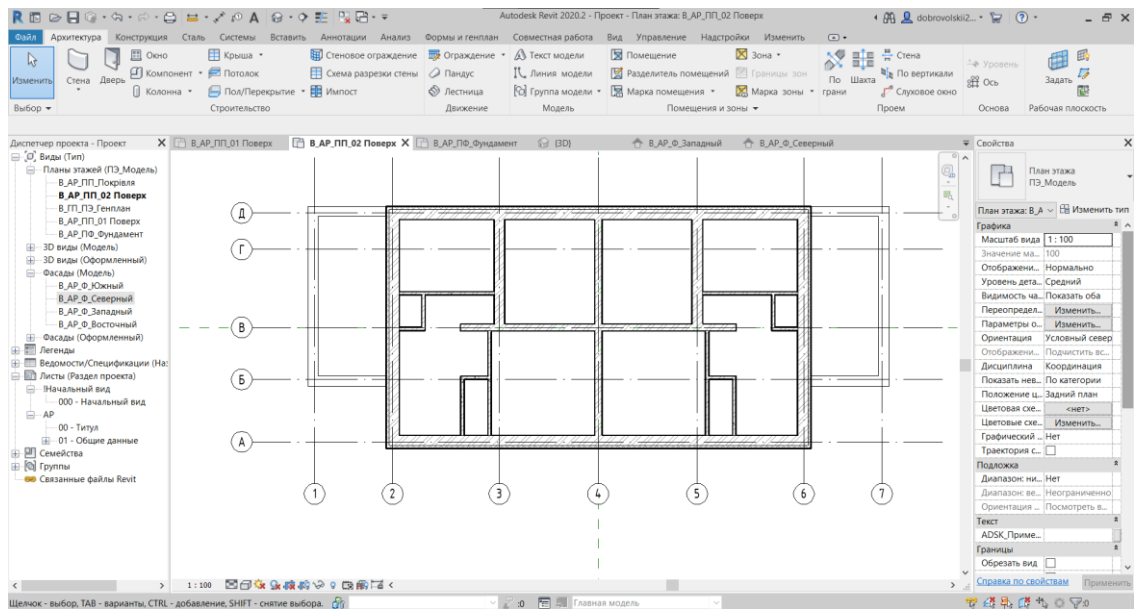 Autodesk Revit 2020.2 - Проект - План этажа: В_АР_ПП_02 Поверх
dobrovolskii2...
Файл Архитектура Конструкция Сталь Системы Вставить Аннотации Анализ Формы и генплан Совместная работа Вид Управление Надстройки Изменить
Изменить
Стена
Дверь
Окно
Компонент
Колонна
Крыша
Потолок
Пол/Перекрытие
Стеновое ограждение
Схема разрезки стены
Импост
Ограждение
Пандус
Лестница
Текст модели
Линия модели
Группа модели
Помещение
Разделитель помещений
Марка помещения
Зона
Границы зон
Марка зоны
По грани
Шахта
Стена
По вертикали
Слуховое окно
Уровень
Ось
Задать
Выбор Строительство Движение Модель Помещения и зоны Проем Основа Рабочая плоскость
Диспетчер проекта - Проект
Виды (Тип)
Планы этажей (ПЭ_Модель)
В_АР_ПП_Покрівля
В_АР_ПП_02 Поверх
В_ГП_ПЭ_Генплан
В_АР_ПП_01 Поверх
В_АР_ПФ_Фундамент
3D виды (Модель)
3D виды (Оформленный)
Фасады (Модель)
В_АР_Ф_Южный
В_АР_Ф_Северный
В_АР_Ф_Западный
В_АР_Ф_Восточный
Фасады (Оформленный)
Легенды
Ведомости/Спецификации (На
Листы (Раздел проекта)
!Начальный вид
000 - Начальный вид
АР
00 - Титул
01 - Общие данные
Семейства
Группы
Связанные файлы Revit
В_АР_ПП_01 Поверх В_АР_ПП_02 Поверх В_АР_ПФ_Фундамент {3D} В_АР_Ф_Западный В_АР_Ф_Северный
Д
Г
В
Б
А
1 2 3 4 5 6 7
1 : 100
Свойства
План этажа
ПЭ_Модель
План этажа: В_А Изменить тип
Графика
Масштаб вида 1 : 100
Значение ма... 100
Отображени... Нормально
Уровень дета... Средний
Видимость ча... Показать оба
Переопредел... Изменить...
Параметры о... Изменить...
Ориентация Условный север
Отображени... Подчистить вс...
Дисциплина Координация
Показать нев... По категории
Положение ц... Задний план
Цветовая схе... <нет>
Цветовые схе... Изменить...
Графический ... Нет
Траектория с...
Подложка
Диапазон: ни... Нет
Диапазон: ве... Неограниченно
Ориентация ... Посмотреть в...
Текст
ADSK_Приме...
Границы
Обрезать вид
Справка по свойствам Применить
Щелчок - выбор, TAB - варианты, CTRL - добавление, SHIFT - снятие выбора.
:0
Главная модель
:0